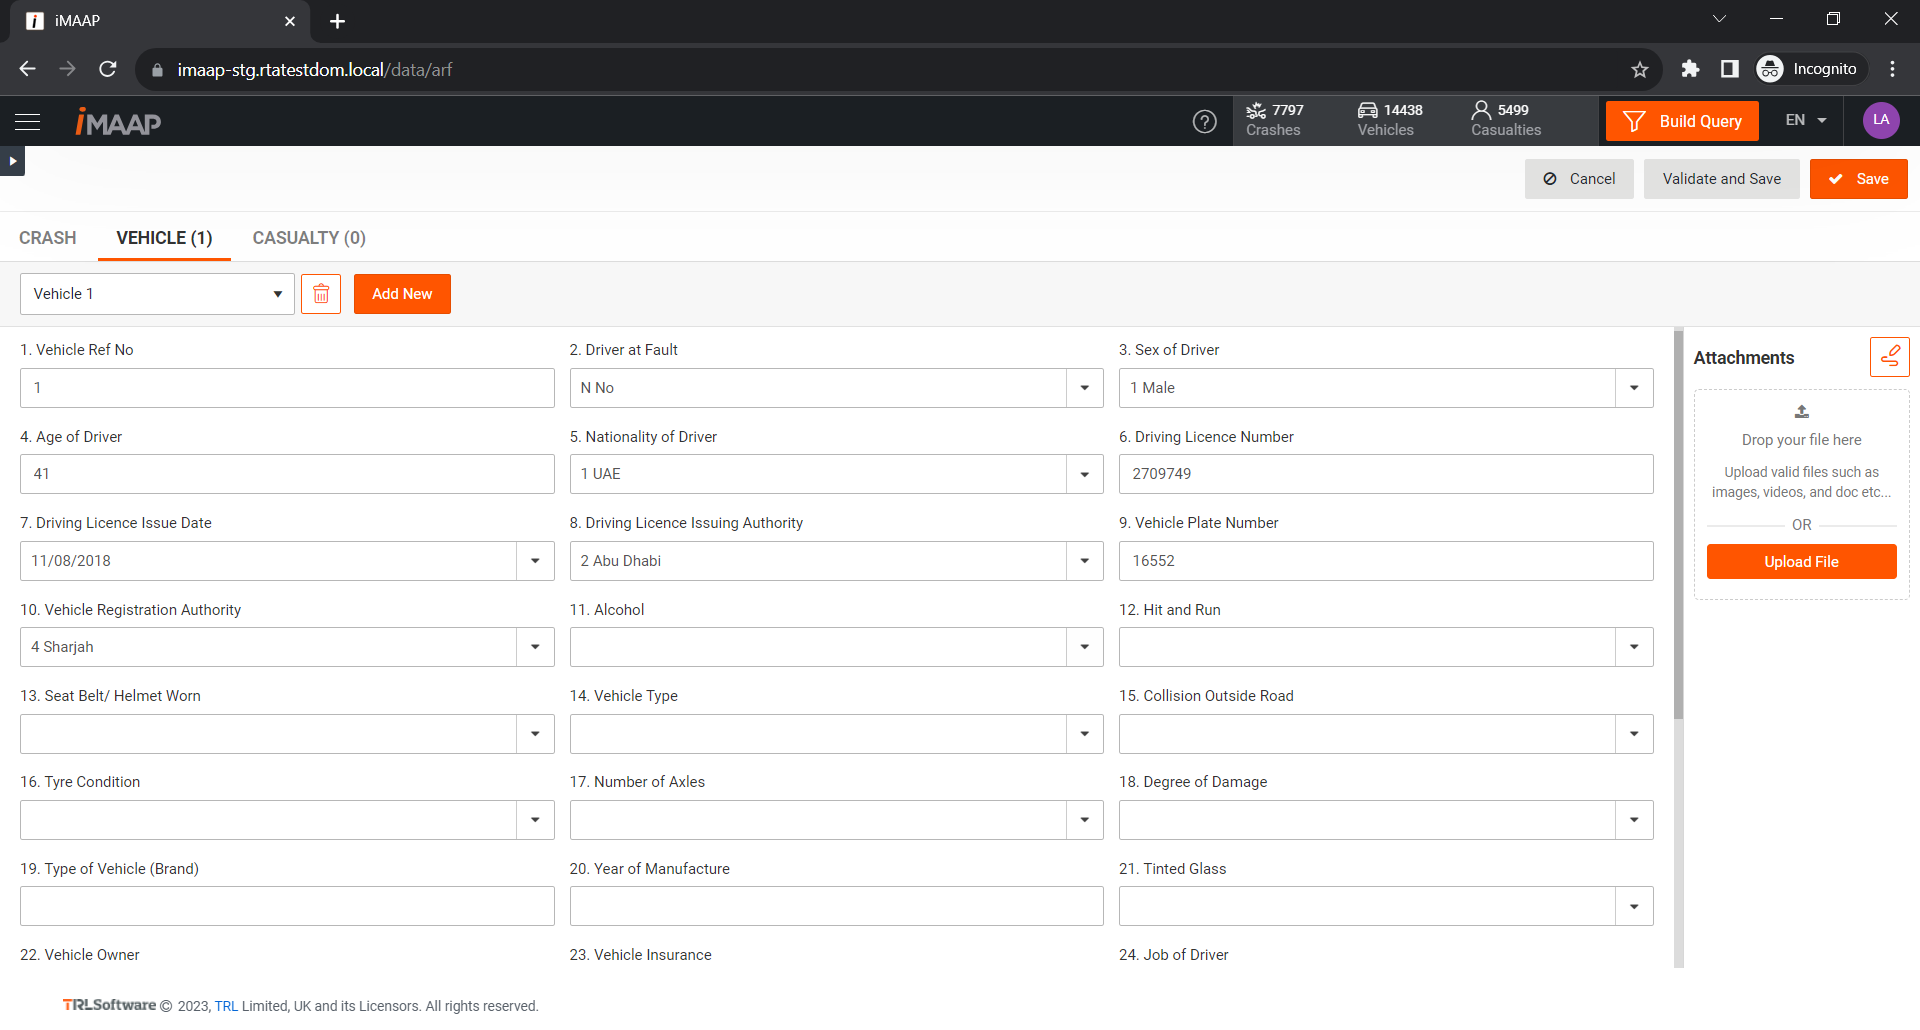 iMAAP
imaap-stg.rtatestdom.local/data/arf
Incognito
iMAAP
7797
Crashes
14438
Vehicles
5499
Casualties
Build Query
EN
LA
Cancel
Validate and Save
Save
CRASH
VEHICLE (1)
CASUALTY (0)
Vehicle 1
Add New
1. Vehicle Ref No
2. Driver at Fault
3. Sex of Driver
1
N No
1 Male
4. Age of Driver
5. Nationality of Driver
6. Driving Licence Number
41
1 UAE
2709749
7. Driving Licence Issue Date
8. Driving Licence Issuing Authority
9. Vehicle Plate Number
11/08/2018
2 Abu Dhabi
16552
10. Vehicle Registration Authority
11. Alcohol
12. Hit and Run
4 Sharjah
13. Seat Belt/ Helmet Worn
14. Vehicle Type
15. Collision Outside Road
16. Tyre Condition
17. Number of Axles
18. Degree of Damage
19. Type of Vehicle (Brand)
20. Year of Manufacture
21. Tinted Glass
22. Vehicle Owner
23. Vehicle Insurance
24. Job of Driver
Attachments
Drop your file here
Upload valid files such as
images, videos, and doc etc...
OR
Upload File
TRLSoftware © 2023, TRL Limited, UK and its Licensors. All rights reserved.